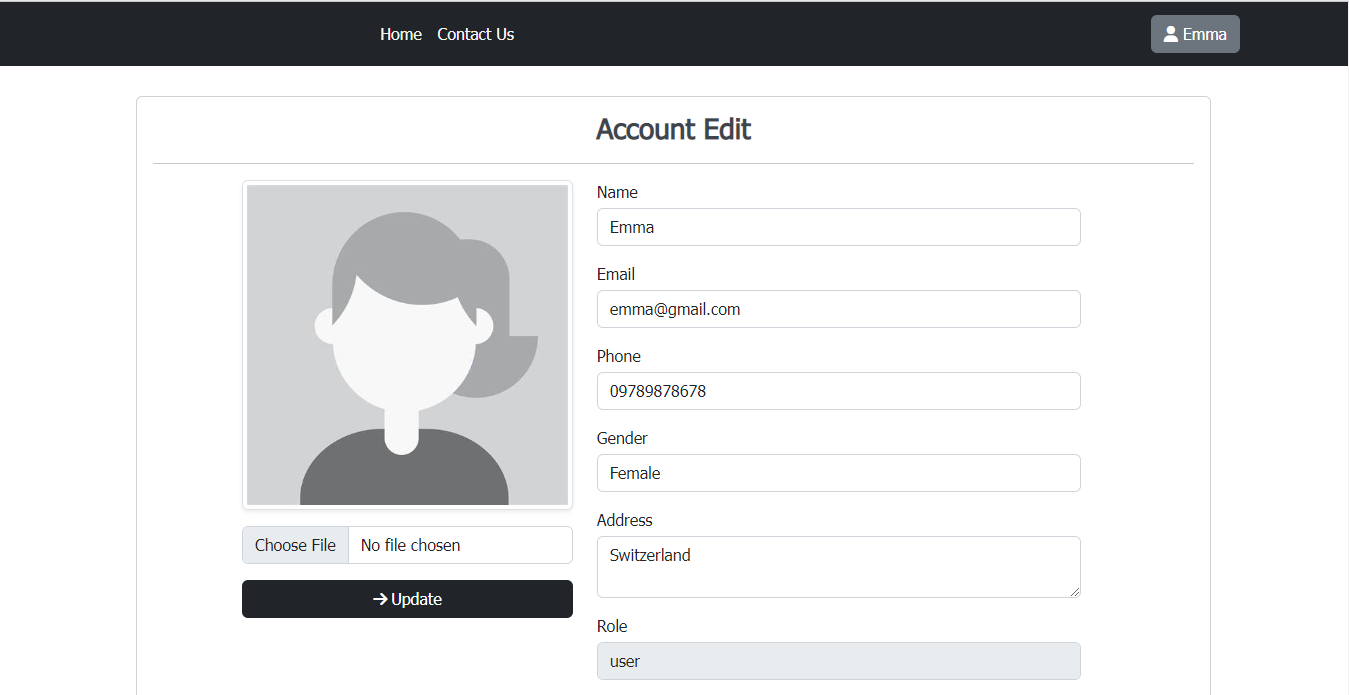 Home Contact Us Emma
Account Edit
Name
Emma
Email
emma@gmail.com
Phone
09789878678
Gender
Female
Address
Switzerland
Role
user
Choose File No file chosen
Update